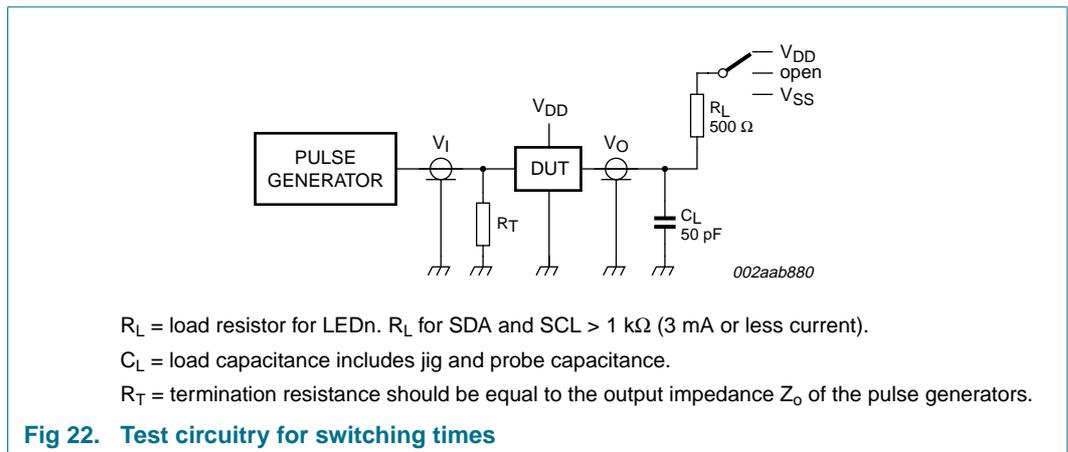 V_DD
open
V_SS
R_L
500 Ω
V_DD
V_I
V_O
PULSE
GENERATOR
DUT
R_T
C_L
50 pF
002aab880
R_L = load resistor for LEDn. R_L for SDA and SCL > 1 kΩ (3 mA or less current).
C_L = load capacitance includes jig and probe capacitance.
R_T = termination resistance should be equal to the output impedance Z_o of the pulse generators.
Fig 22. Test circuitry for switching times